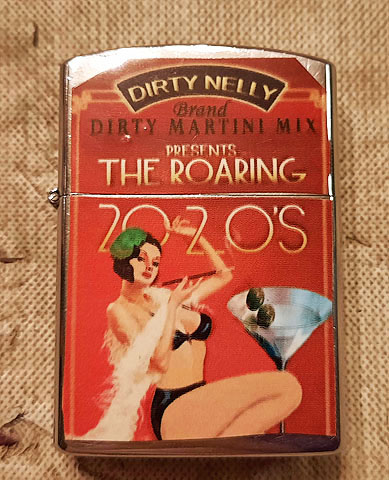 DIRTY NELLY
Brand
DIRTY MARTINI MIX
PRESENTS
THE ROARING
20 2.0'S